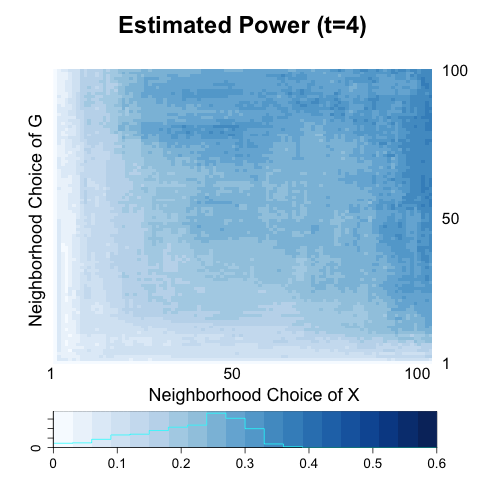 Estimated Power (t=4)
Neighborhood Choice of G
100
50
1
1 50 100
Neighborhood Choice of X
0
0 0.1 0.2 0.3 0.4 0.5 0.6